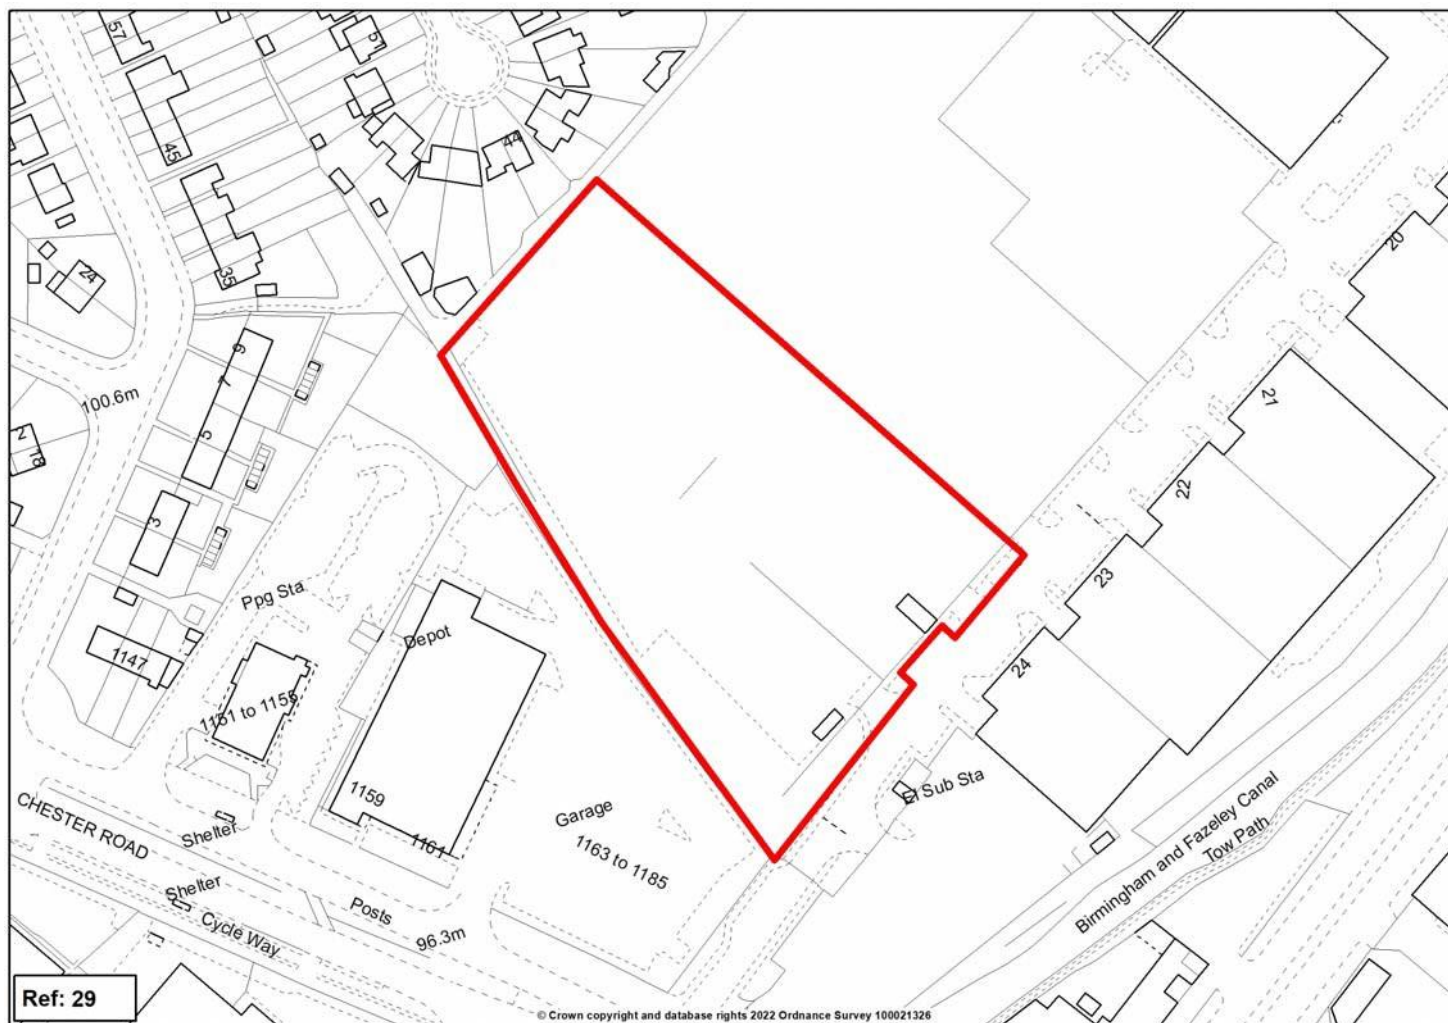 57
51
45
44
35
24
20
9
7
5
3
100.6m
2
18
21
22
23
24
Ppg Sta
Depot
1147
1151 to 1155
1159
1161
Garage
1163 to 1185
El Sub Sta
Birmingham and Fazeley Canal
Tow Path
CHESTER ROAD
Shelter
Shelter
Cycle Way
Posts
96.3m
Ref: 29
© Crown copyright and database rights 2022 Ordnance Survey 100021326